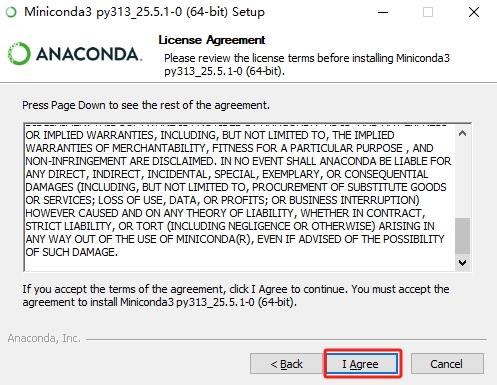 Miniconda3 py313_25.5.1-0 (64-bit) Setup
ANACONDA.
License Agreement
Please review the license terms before installing Miniconda3
py313_25.5.1-0 (64-bit).
Press Page Down to see the rest of the agreement.
OR IMPLIED WARRANTIES, INCLUDING, BUT NOT LIMITED TO, THE IMPLIED
WARRANTIES OF MERCHANTABILITY, FITNESS FOR A PARTICULAR PURPOSE , AND
NON-INFRINGEMENT ARE DISCLAIMED. IN NO EVENT SHALL ANACONDA BE LIABLE FOR
ANY DIRECT, INDIRECT, INCIDENTAL, SPECIAL, EXEMPLARY, OR CONSEQUENTIAL
DAMAGES (INCLUDING, BUT NOT LIMITED TO, PROCUREMENT OF SUBSTITUTE GOODS
OR SERVICES; LOSS OF USE, DATA, OR PROFITS; OR BUSINESS INTERRUPTION)
HOWEVER CAUSED AND ON ANY THEORY OF LIABILITY, WHETHER IN CONTRACT,
STRICT LIABILITY, OR TORT (INCLUDING NEGLIGENCE OR OTHERWISE) ARISING IN
ANY WAY OUT OF THE USE OF MINICONDA(R), EVEN IF ADVISED OF THE POSSIBILITY
OF SUCH DAMAGE.
If you accept the terms of the agreement, click I Agree to continue. You must accept the
agreement to install Miniconda3 py313_25.5.1-0 (64-bit).
Anaconda, Inc.
< Back
I Agree
Cancel